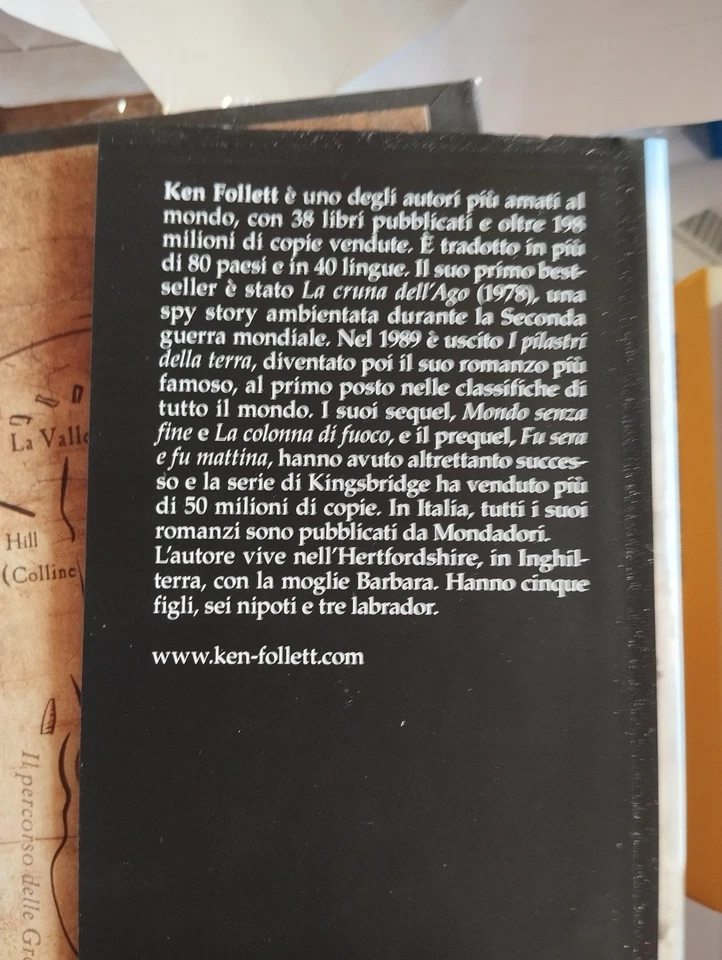 Ken Follett è uno degli autori più amati al
mondo, con 38 libri pubblicati e oltre 198
milioni di copie vendute. È tradotto in più
di 80 paesi e in 40 lingue. Il suo primo best-
seller è stato La cruna dell'Ago (1978), una
spy story ambientata durante la Seconda
guerra mondiale. Nel 1989 è uscito I pilastri
della terra, diventato poi il suo romanzo più
famoso, al primo posto nelle classifiche di
tutto il mondo. I suoi sequel, Mondo senza
fine e La colonna di fuoco, e il prequel, Fu sera
e fu mattina, hanno avuto altrettanto succes-
so e la serie di Kingsbridge ha venduto più
di 50 milioni di copie. In Italia, tutti i suoi
romanzi sono pubblicati da Mondadori.
L'autore vive nell'Hertfordshire, in Inghil-
terra, con la moglie Barbara. Hanno cinque
figli, sei nipoti e tre labrador.
www.ken-follett.com
La Valle
Hill
(Colline
Il percorso delle Gr